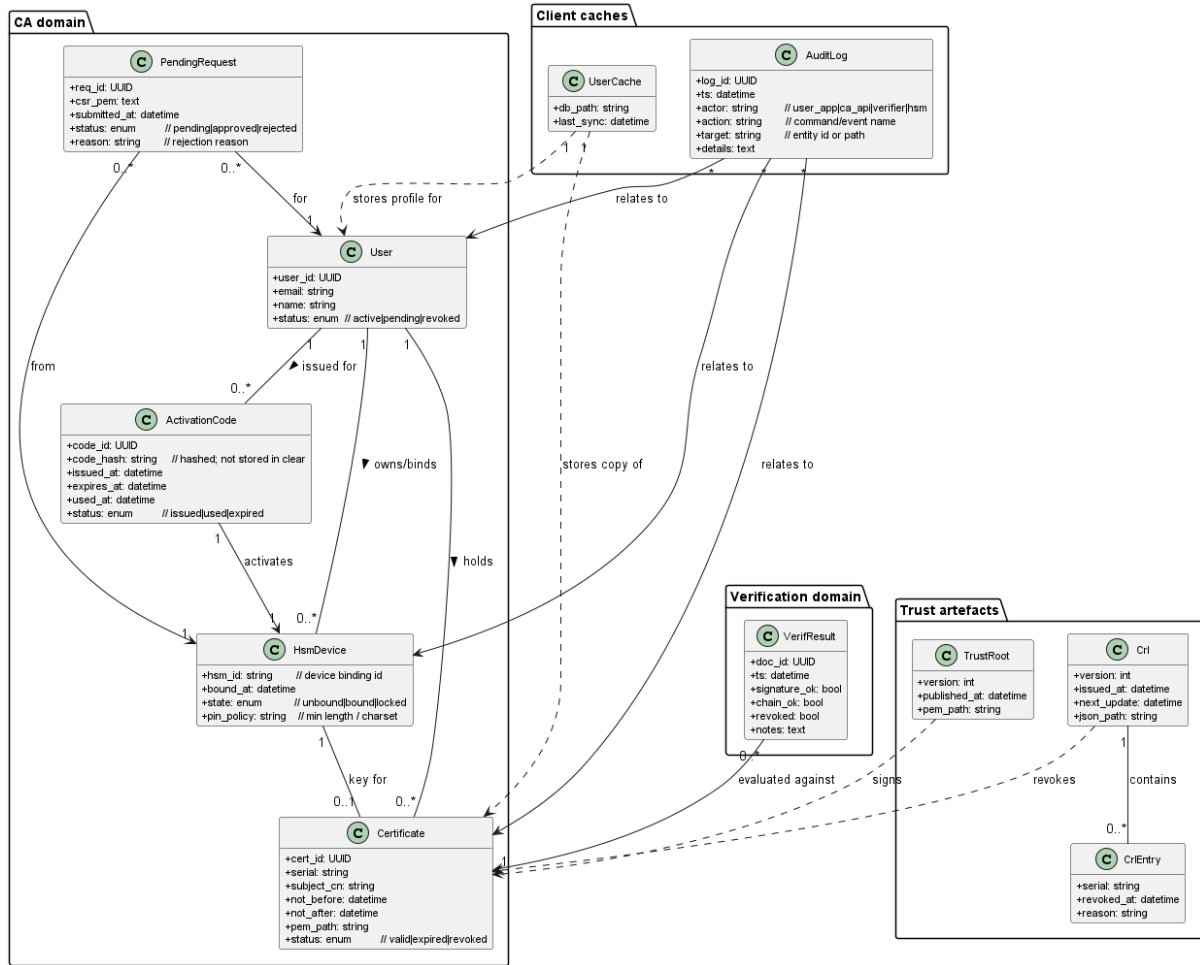 CA domain
C PendingRequest
+req_id: UUID
+csr_pem: text
+submitted_at: datetime
+status: enum // pending|approved|rejected
+reason: string // rejection reason
Client caches
C UserCache
+db_path: string
+last_sync: datetime
C AuditLog
+log_id: UUID
+ts: datetime
+actor: string // user_app|ca_api|verifier|hsm
+action: string // command/event name
+target: string // entity id or path
+details: text
0..*
0..*
1
1
*
*
*
for
1
stores profile for
relates to
C User
+user_id: UUID
+email: string
+name: string
+status: enum // active|pending|revoked
1
1
1
from
issued for
0..*
relates to
C ActivationCode
+code_id: UUID
+code_hash: string // hashed; not stored in clear
+issued_at: datetime
+expires_at: datetime
+used_at: datetime
+status: enum // issued|used|expired
owns/binds
stores copy of
relates to
1
activates
holds
1
1
0..*
C HsmDevice
+hsm_id: string // device binding id
+bound_at: datetime
+state: enum // unbound|bound|locked
+pin_policy: string // min length / charset
Verification domain
C VerifResult
+doc_id: UUID
+ts: datetime
+signature_ok: bool
+chain_ok: bool
+revoked: bool
+notes: text
Trust artefacts
C TrustRoot
+version: int
+published_at: datetime
+pem_path: string
C Crl
+version: int
+issued_at: datetime
+next_update: datetime
+json_path: string
1
key for
0..1
0..*
0..*
evaluated against
signs
revokes
1
contains
0..*
1
C Certificate
+cert_id: UUID
+serial: string
+subject_cn: string
+not_before: datetime
+not_after: datetime
+pem_path: string
+status: enum // valid|expired|revoked
C CrlEntry
+serial: string
+revoked_at: datetime
+reason: string